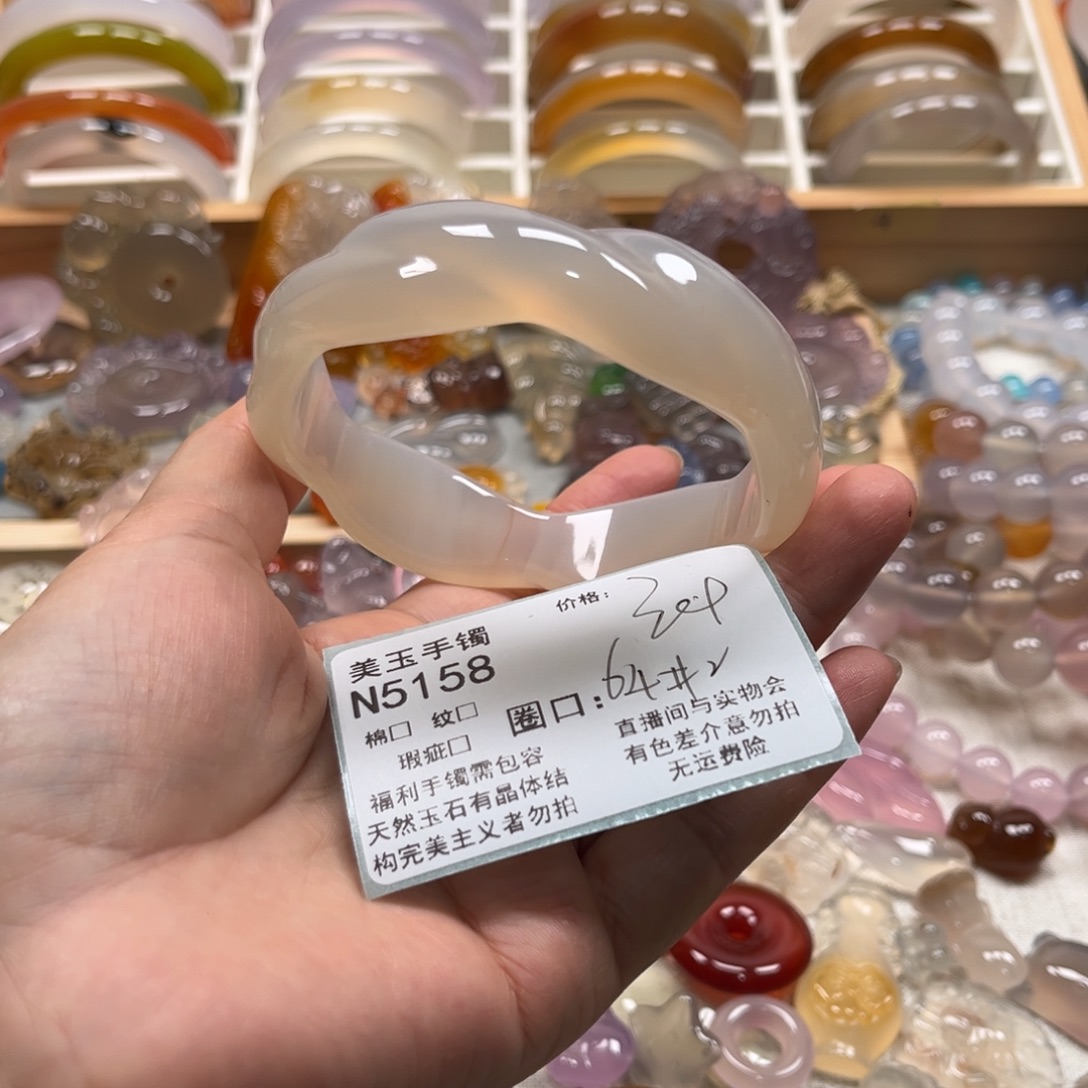 美玉手镯
N5158
价格:
棉□ 纹□
圈口:64
瑕疵□
福利手镯需包容
天然玉石有晶体结
构完美主义者勿拍
直播间与实物会
有色差介意勿拍
无运费险